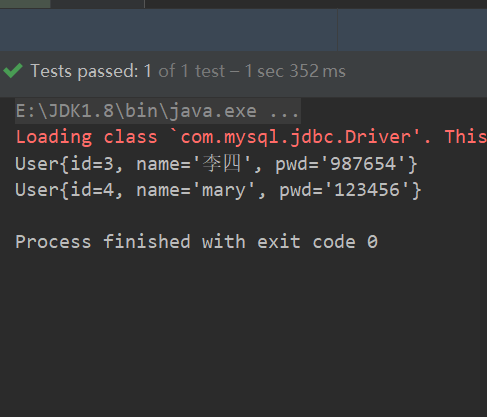 Tests passed: 1 of 1 test – 1 sec 352 ms
E:\JDK1.8\bin\java.exe ...
Loading class `com.mysql.jdbc.Driver'. This
User{id=3, name='李四', pwd='987654'}
User{id=4, name='mary', pwd='123456'}
Process finished with exit code 0